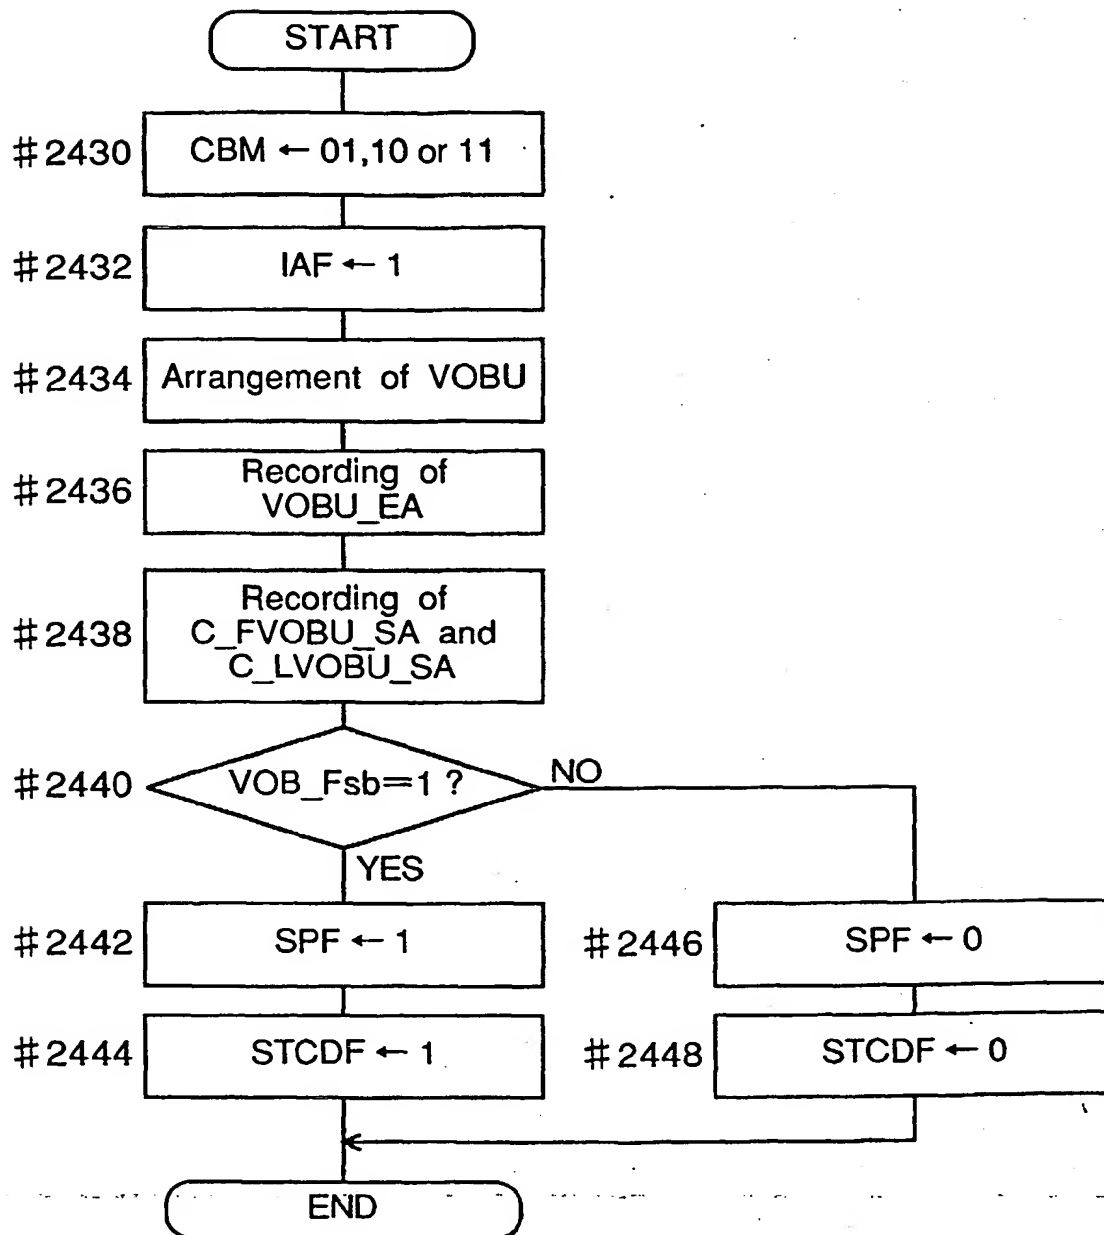 START
#2430
CBM ← 01,10 or 11
#2432
IAF ← 1
#2434
Arrangement of VOBU
#2436
Recording of
VOBU_EA
#2438
Recording of
C_FVOBU_SA and
C_LVOBU_SA
#2440
VOB_Fsb=1 ?
NO
YES
#2442
SPF ← 1
#2446
SPF ← 0
#2444
STCDF ← 1
#2448
STCDF ← 0
END